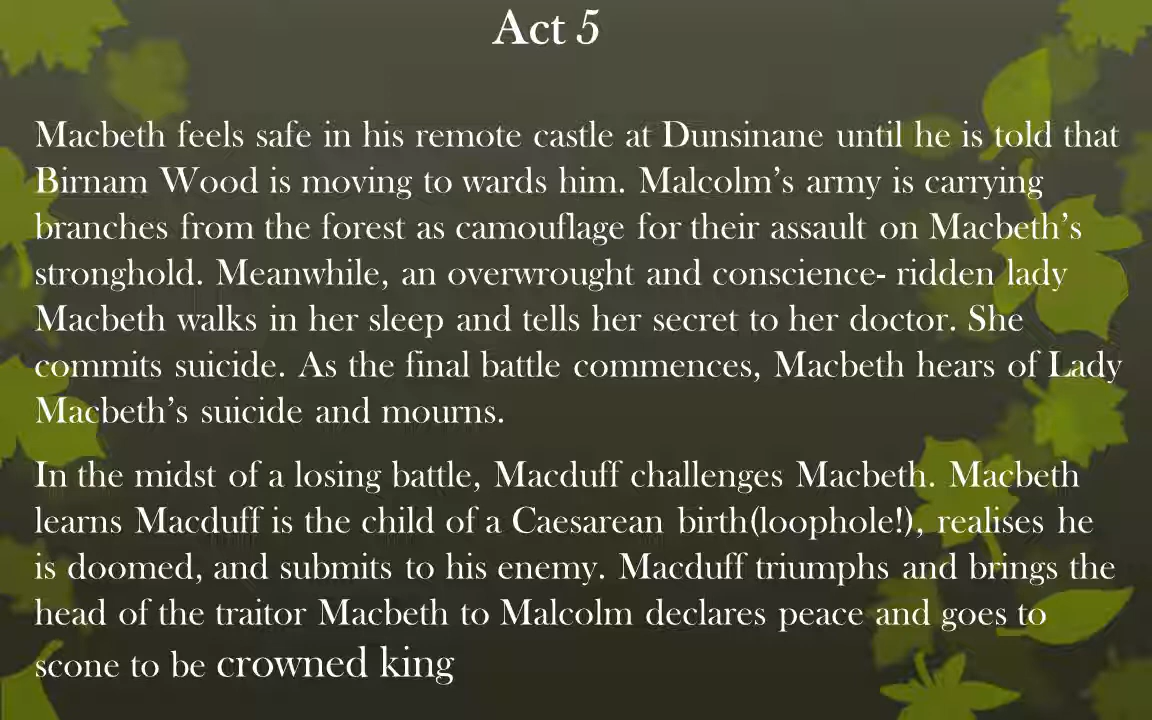 Act 5
Macbeth feels safe in his remote castle at Dunsinane until he is told that
Birnam Wood is moving to wards him. Malcolm’s army is carrying
branches from the forest as camouflage for their assault on Macbeth’s
stronghold. Meanwhile, an overwrought and conscience- ridden lady
Macbeth walks in her sleep and tells her secret to her doctor. She
commits suicide. As the final battle commences, Macbeth hears of Lady
Macbeth’s suicide and mourns.
In the midst of a losing battle, Macduff challenges Macbeth. Macbeth
learns Macduff is the child of a Caesarean birth(loophole!), realises he
is doomed, and submits to his enemy. Macduff triumphs and brings the
head of the traitor Macbeth to Malcolm declares peace and goes to
scone to be crowned king